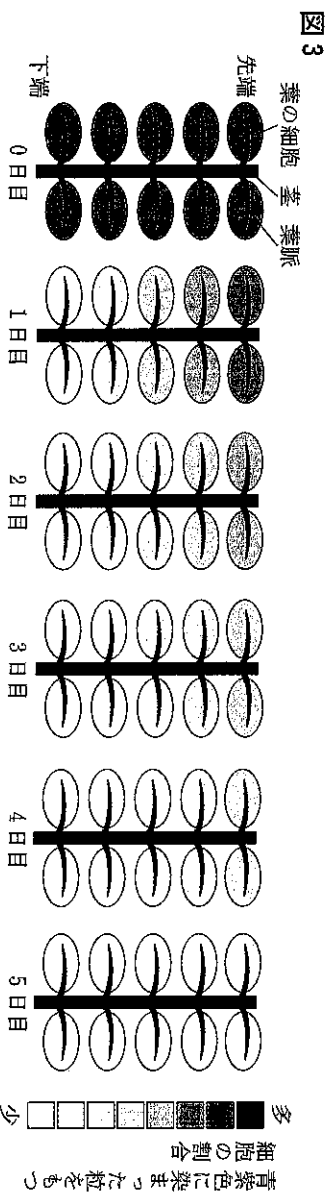 図3
葉の細胞
茎
葉脈
先端
下端
0日目
1日目
2日目
3日目
4日目
5日目
多
少
青紫色に染まった粒をもつ
細胞の割合